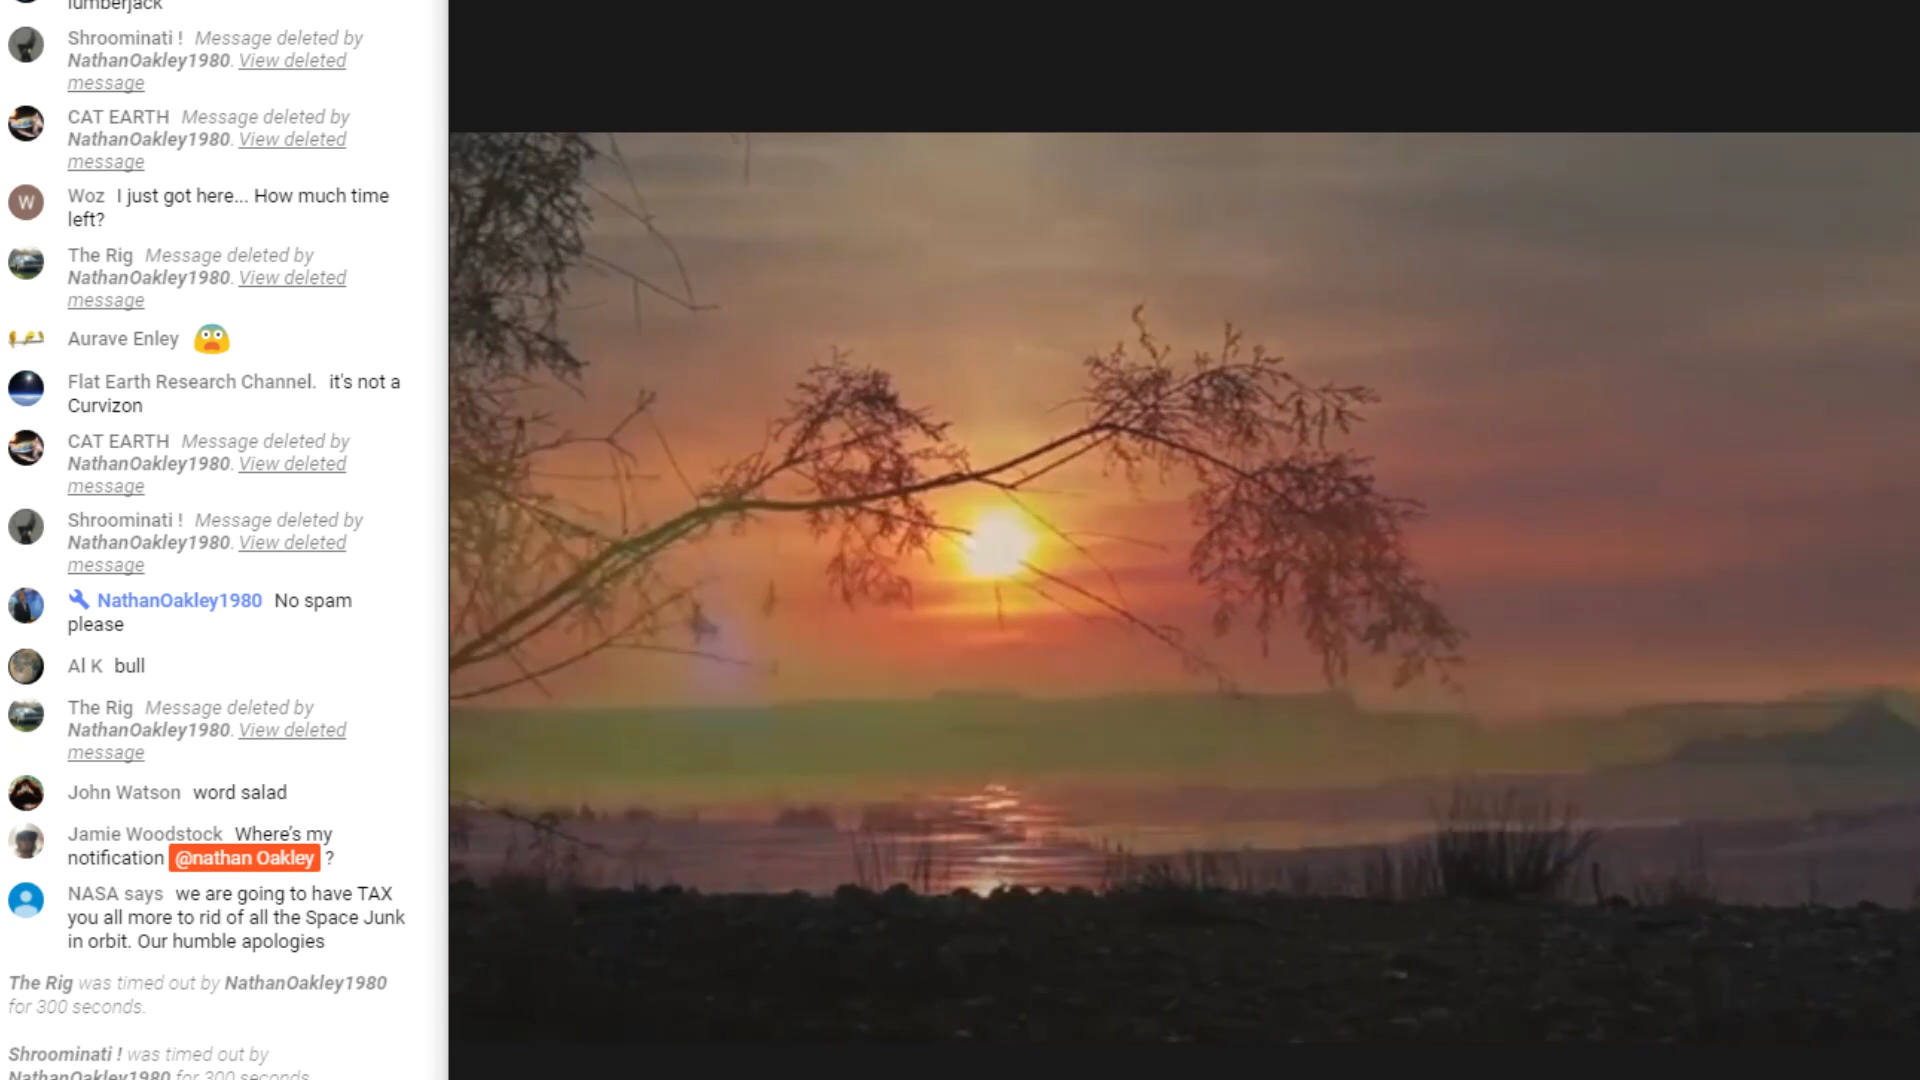 lumberjack
Shroominati ! Message deleted by
NathanOakley1980. View deleted
message
CAT EARTH Message deleted by
NathanOakley1980. View deleted
message
W
Woz I just got here... How much time
left?
The Rig Message deleted by
NathanOakley1980. View deleted
message
Aurave Enley
Flat Earth Research Channel. it's not a
Curvizon
CAT EARTH Message deleted by
NathanOakley1980. View deleted
message
Shroominati ! Message deleted by
NathanOakley1980. View deleted
message
NathanOakley1980 No spam
please
Al K bull
The Rig Message deleted by
NathanOakley1980. View deleted
message
John Watson word salad
Jamie Woodstock Where's my
notification @nathan Oakley ?
NASA says we are going to have TAX
you all more to rid of all the Space Junk
in orbit. Our humble apologies
The Rig was timed out by NathanOakley1980
for 300 seconds.
Shroominati ! was timed out by
NathanOakley1980 for 300 seconds